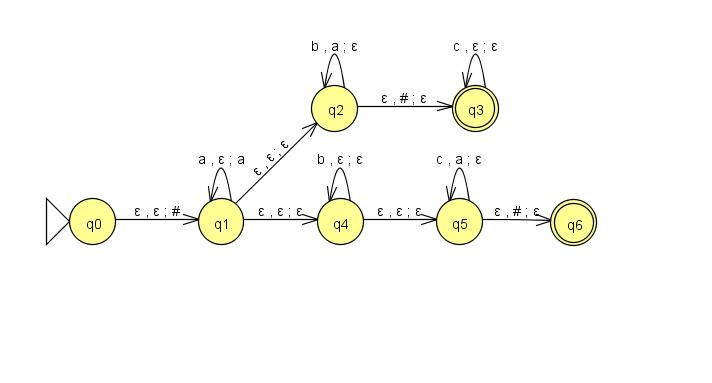 b , a ; ε
c , ε ; ε
q2
ε , # ; ε
q3
a , ε ; a
ε , ε ; ε
b , ε ; ε
c , a ; ε
q0
ε , ε ; #
q1
ε , ε ; ε
q4
ε , ε ; ε
q5
ε , # ; ε
q6